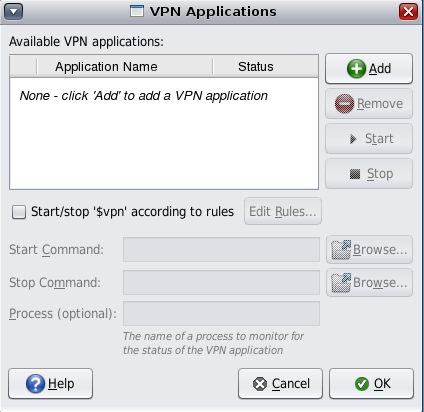 VPN Applications
Available VPN applications:
Application Name Status
None - click 'Add' to add a VPN application
Add
Remove
Start
Stop
Start/stop '$vpn' according to rules Edit Rules...
Start Command: Browse...
Stop Command: Browse...
Process (optional):
The name of a process to monitor for
the status of the VPN application
Help Cancel OK